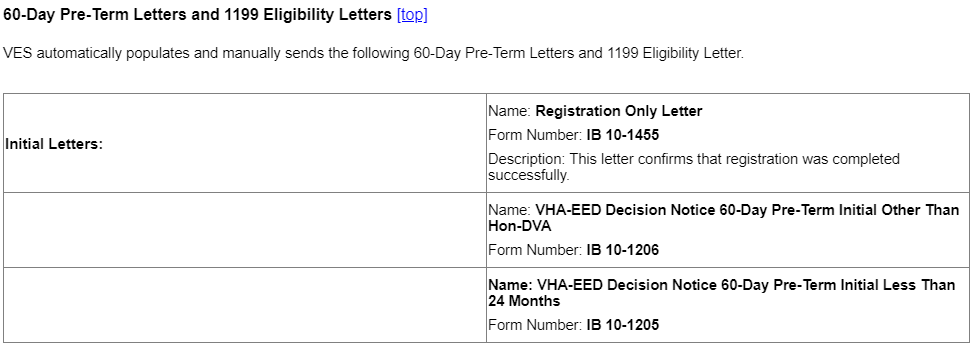 60-Day Pre-Term Letters and 1199 Eligibility Letters [top]
VES automatically populates and manually sends the following 60-Day Pre-Term Letters and 1199 Eligibility Letter.
Initial Letters:
Name: Registration Only Letter
Form Number: IB 10-1455
Description: This letter confirms that registration was completed
successfully.
Name: VHA-EED Decision Notice 60-Day Pre-Term Initial Other Than
Hon-DVA
Form Number: IB 10-1206
Name: VHA-EED Decision Notice 60-Day Pre-Term Initial Less Than
24 Months
Form Number: IB 10-1205